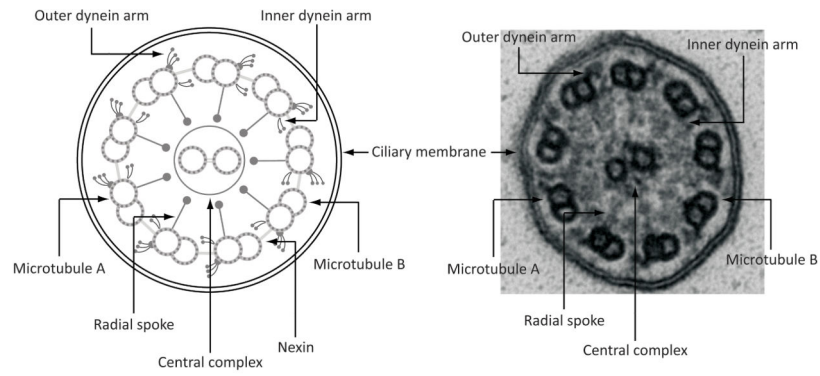 Outer dynein arm
Inner dynein arm
Ciliary membrane
Microtubule A
Microtubule B
Radial spoke
Nexin
Central complex
Outer dynein arm
Inner dynein arm
Microtubule A
Microtubule B
Radial spoke
Central complex